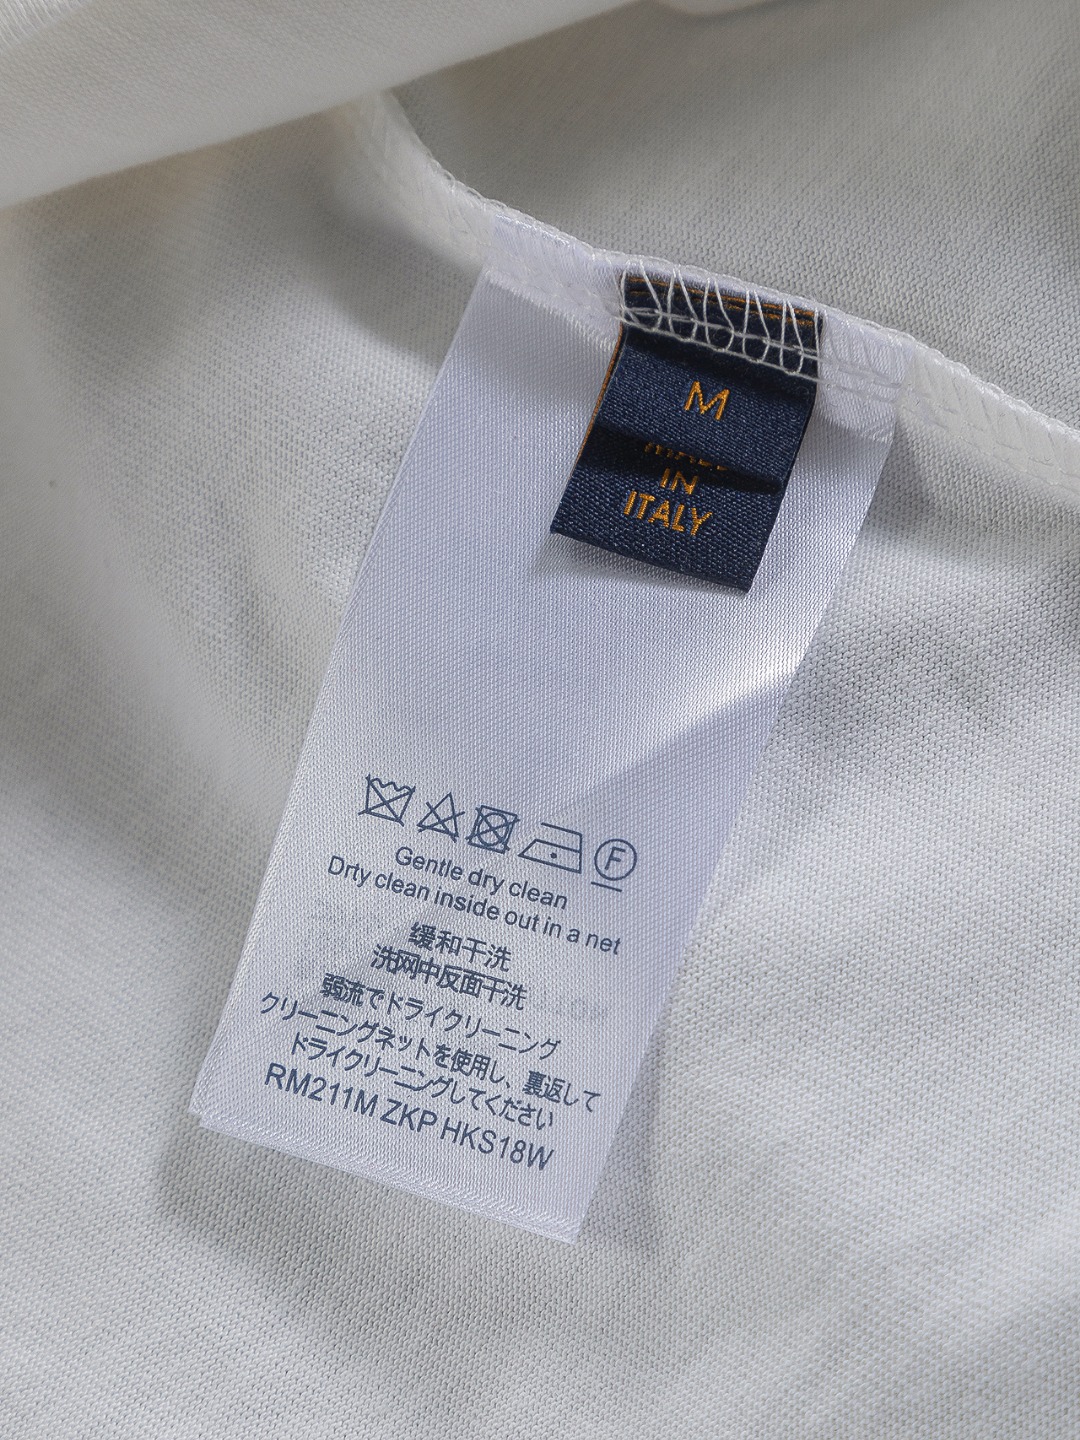 M
MADE
IN
ITALY
F
Gentle dry clean
Drty clean inside out in a net
缓和干洗
洗网中反面干洗
弱流でドライクリーニング
クリーニングネットを使用し、裏返して
ドライクリーニングしてください
RM211M ZKP HKS18W